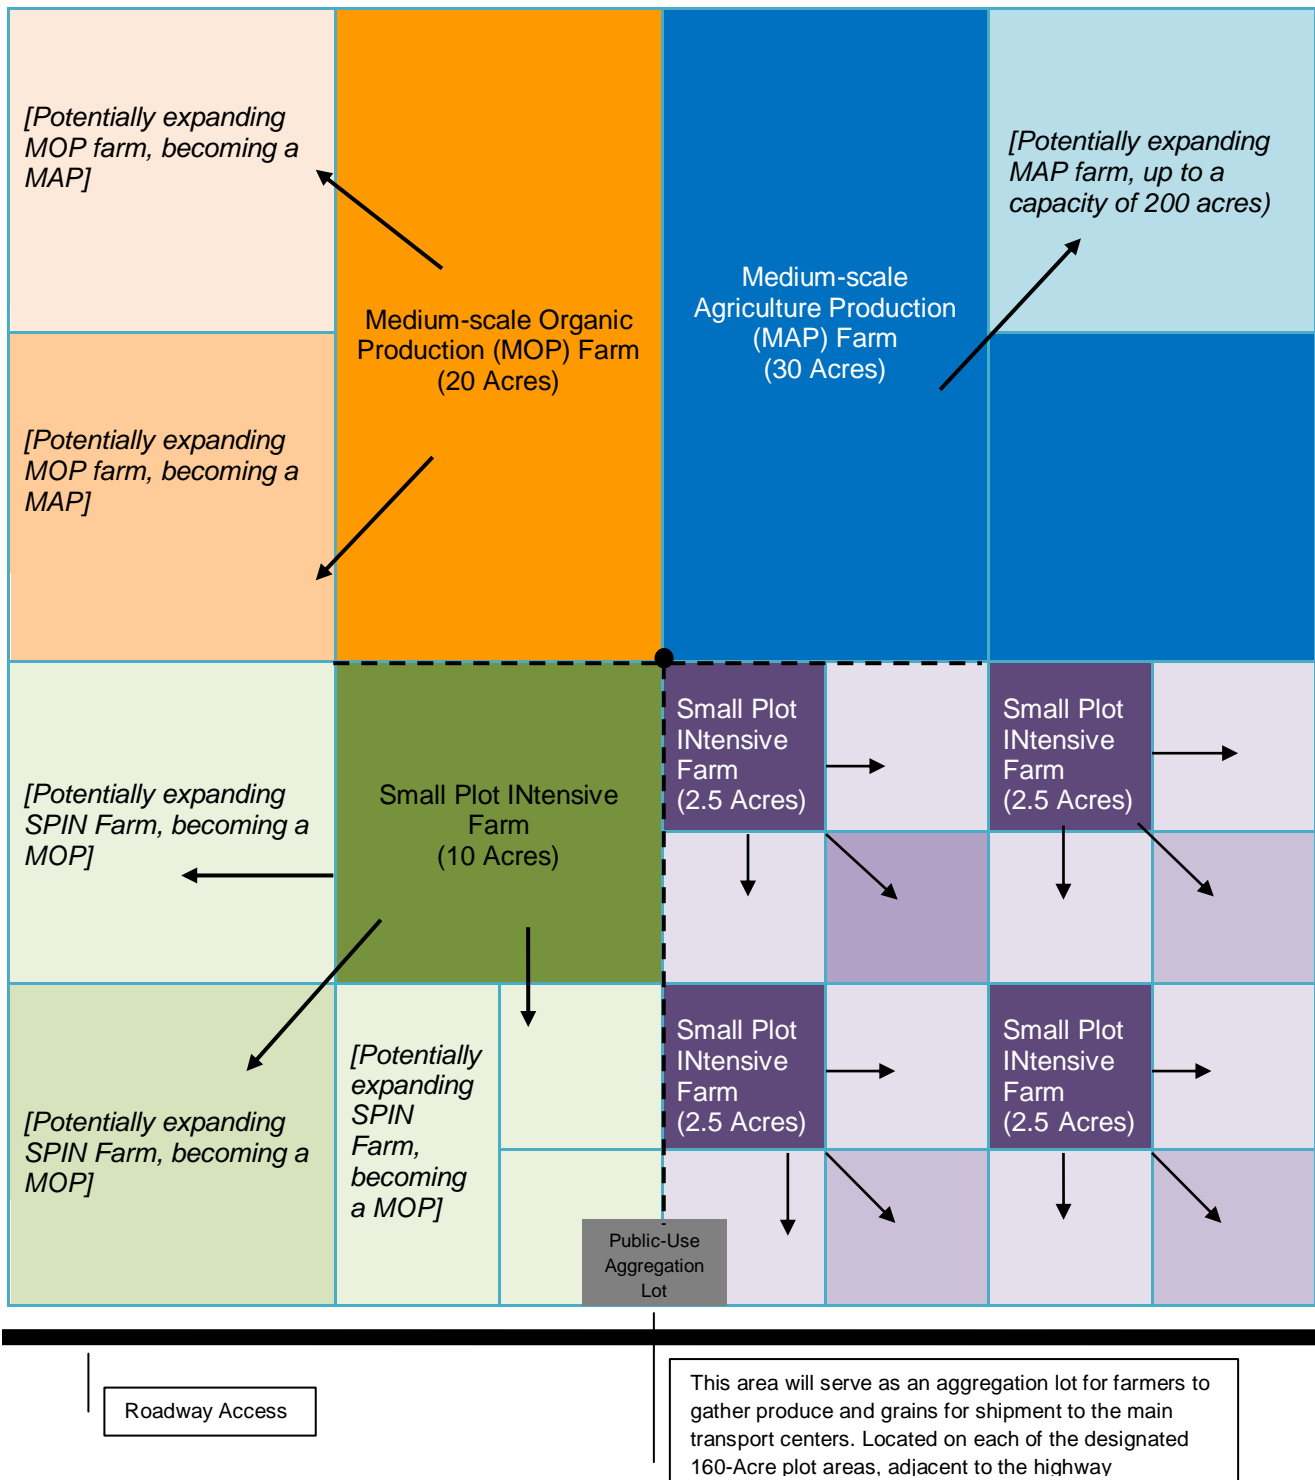 [Potentially expanding
MOP farm, becoming a
MAP]
Medium-scale Organic
Production (MOP) Farm
(20 Acres)
Medium-scale
Agriculture Production
(MAP) Farm
(30 Acres)
[Potentially expanding
MAP farm, up to a
capacity of 200 acres)
[Potentially expanding
MOP farm, becoming a
MAP]
[Potentially expanding
SPIN Farm, becoming a
MOP]
Small Plot INtensive
Farm
(10 Acres)
Small Plot
INtensive
Farm
(2.5 Acres)
Small Plot
INtensive
Farm
(2.5 Acres)
[Potentially expanding
SPIN Farm, becoming a
MOP]
[Potentially
expanding
SPIN
Farm,
becoming
a MOP]
Small Plot
INtensive
Farm
(2.5 Acres)
Small Plot
INtensive
Farm
(2.5 Acres)
Public-Use
Aggregation
Lot
Roadway Access
This area will serve as an aggregation lot for farmers to
gather produce and grains for shipment to the main
transport centers. Located on each of the designated
160-Acre plot areas, adjacent to the highway